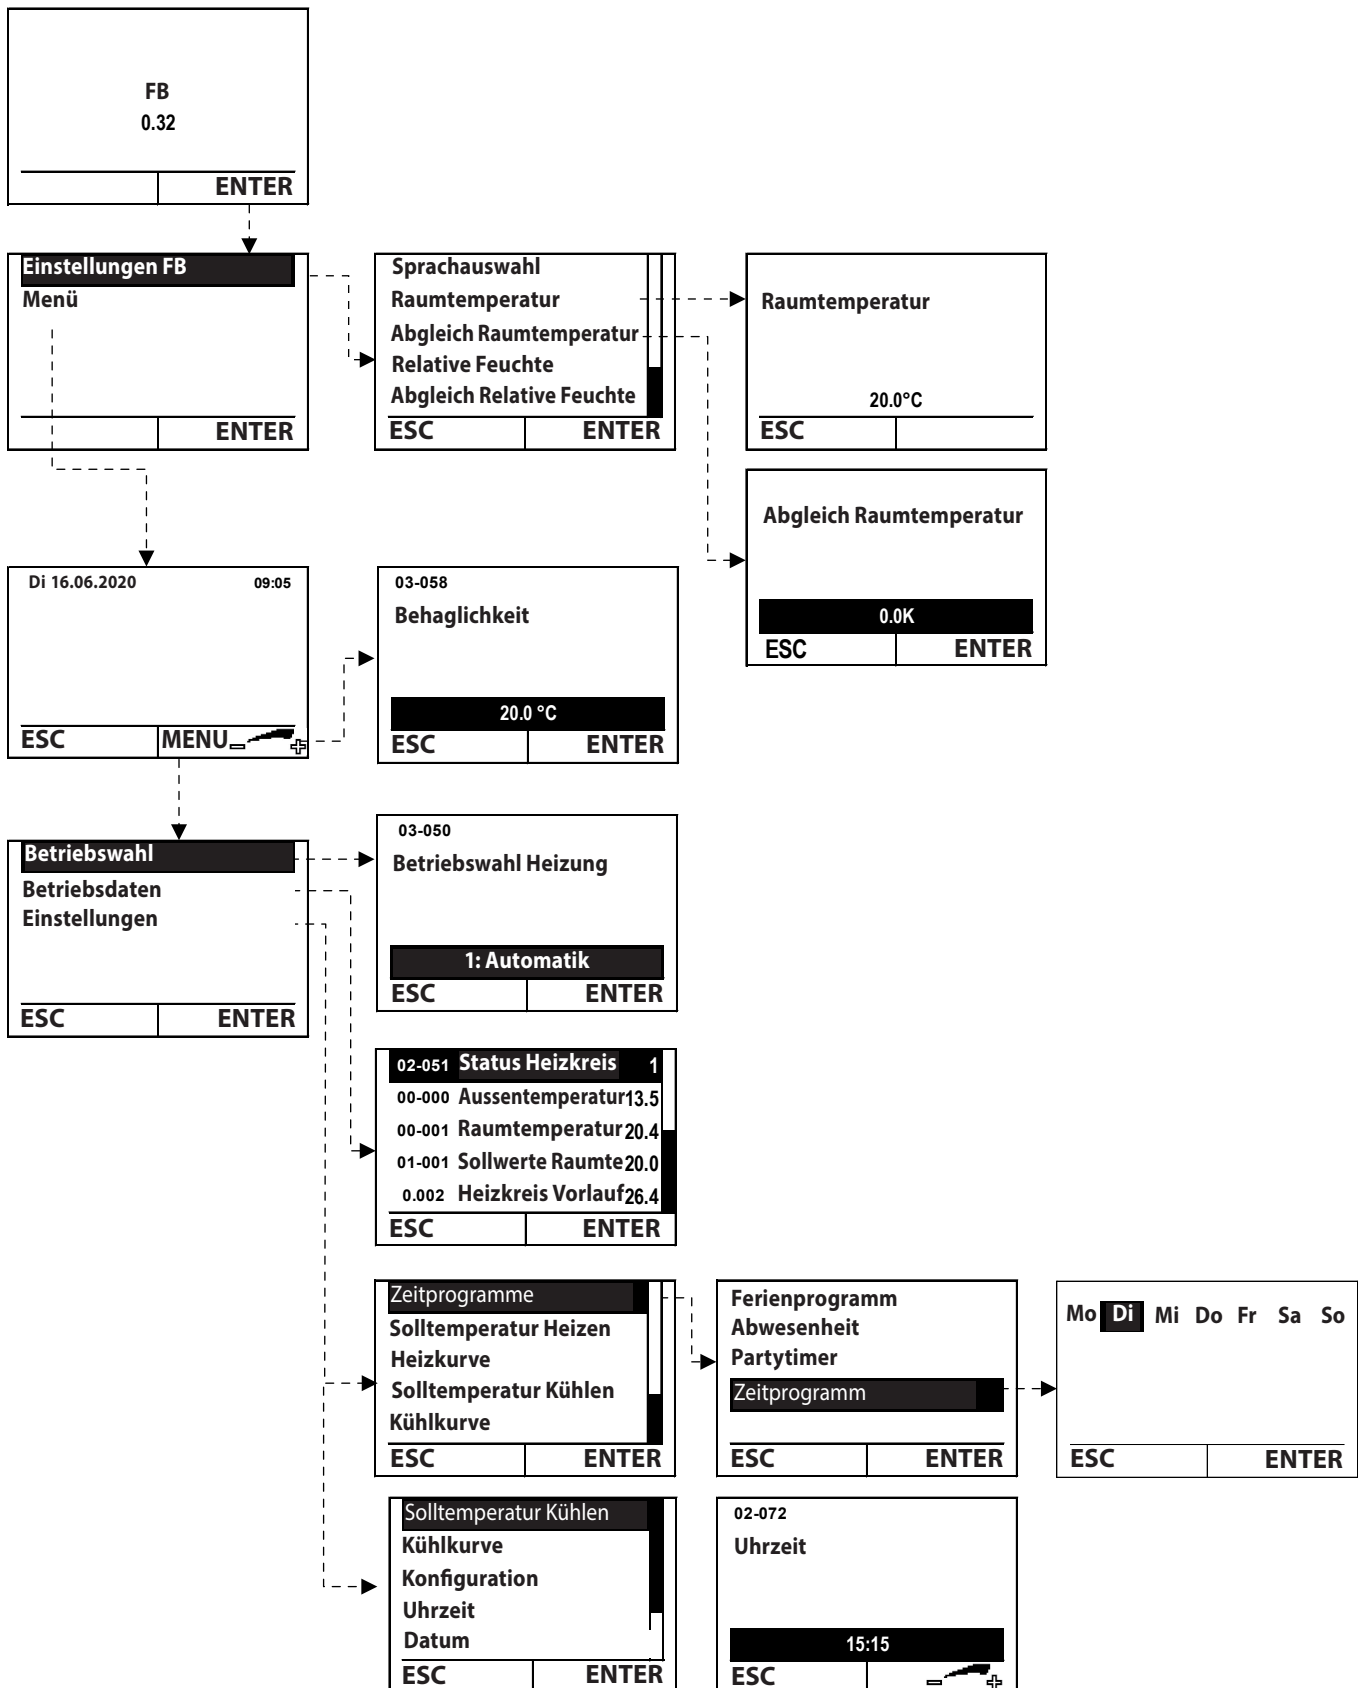 FB
0.32
ENTER
Einstellungen FB
Menü
ENTER
Sprachauswahl
Raumtemperatur
Abgleich Raumtemperatur
Relative Feuchte
Abgleich Relative Feuchte
ESC ENTER
Raumtemperatur
20.0°C
ESC
Abgleich Raumtemperatur
0.0K
ESC ENTER
Di 16.06.2020 09:05
ESC MENU
03-058
Behaglichkeit
20.0 °C
ESC ENTER
Betriebswahl
Betriebsdaten
Einstellungen
ESC ENTER
03-050
Betriebswahl Heizung
1: Automatik
ESC ENTER
02-051 Status Heizkreis 1
00-000 Aussentemperatur 13.5
00-001 Raumtemperatur 20.4
01-001 Sollwerte Raumte 20.0
0.002 Heizkreis Vorlauf 26.4
ESC ENTER
Zeitprogramme
Solltemperatur Heizen
Heizkurve
Solltemperatur Kühlen
Kühlkurve
ESC ENTER
Ferienprogramm
Abwesenheit
Partytimer
Zeitprogramm
ESC ENTER
Mo Di Mi Do Fr Sa So
ESC ENTER
Solltemperatur Kühlen
Kühlkurve
Konfiguration
Uhrzeit
Datum
ESC ENTER
02-072
Uhrzeit
15:15
ESC